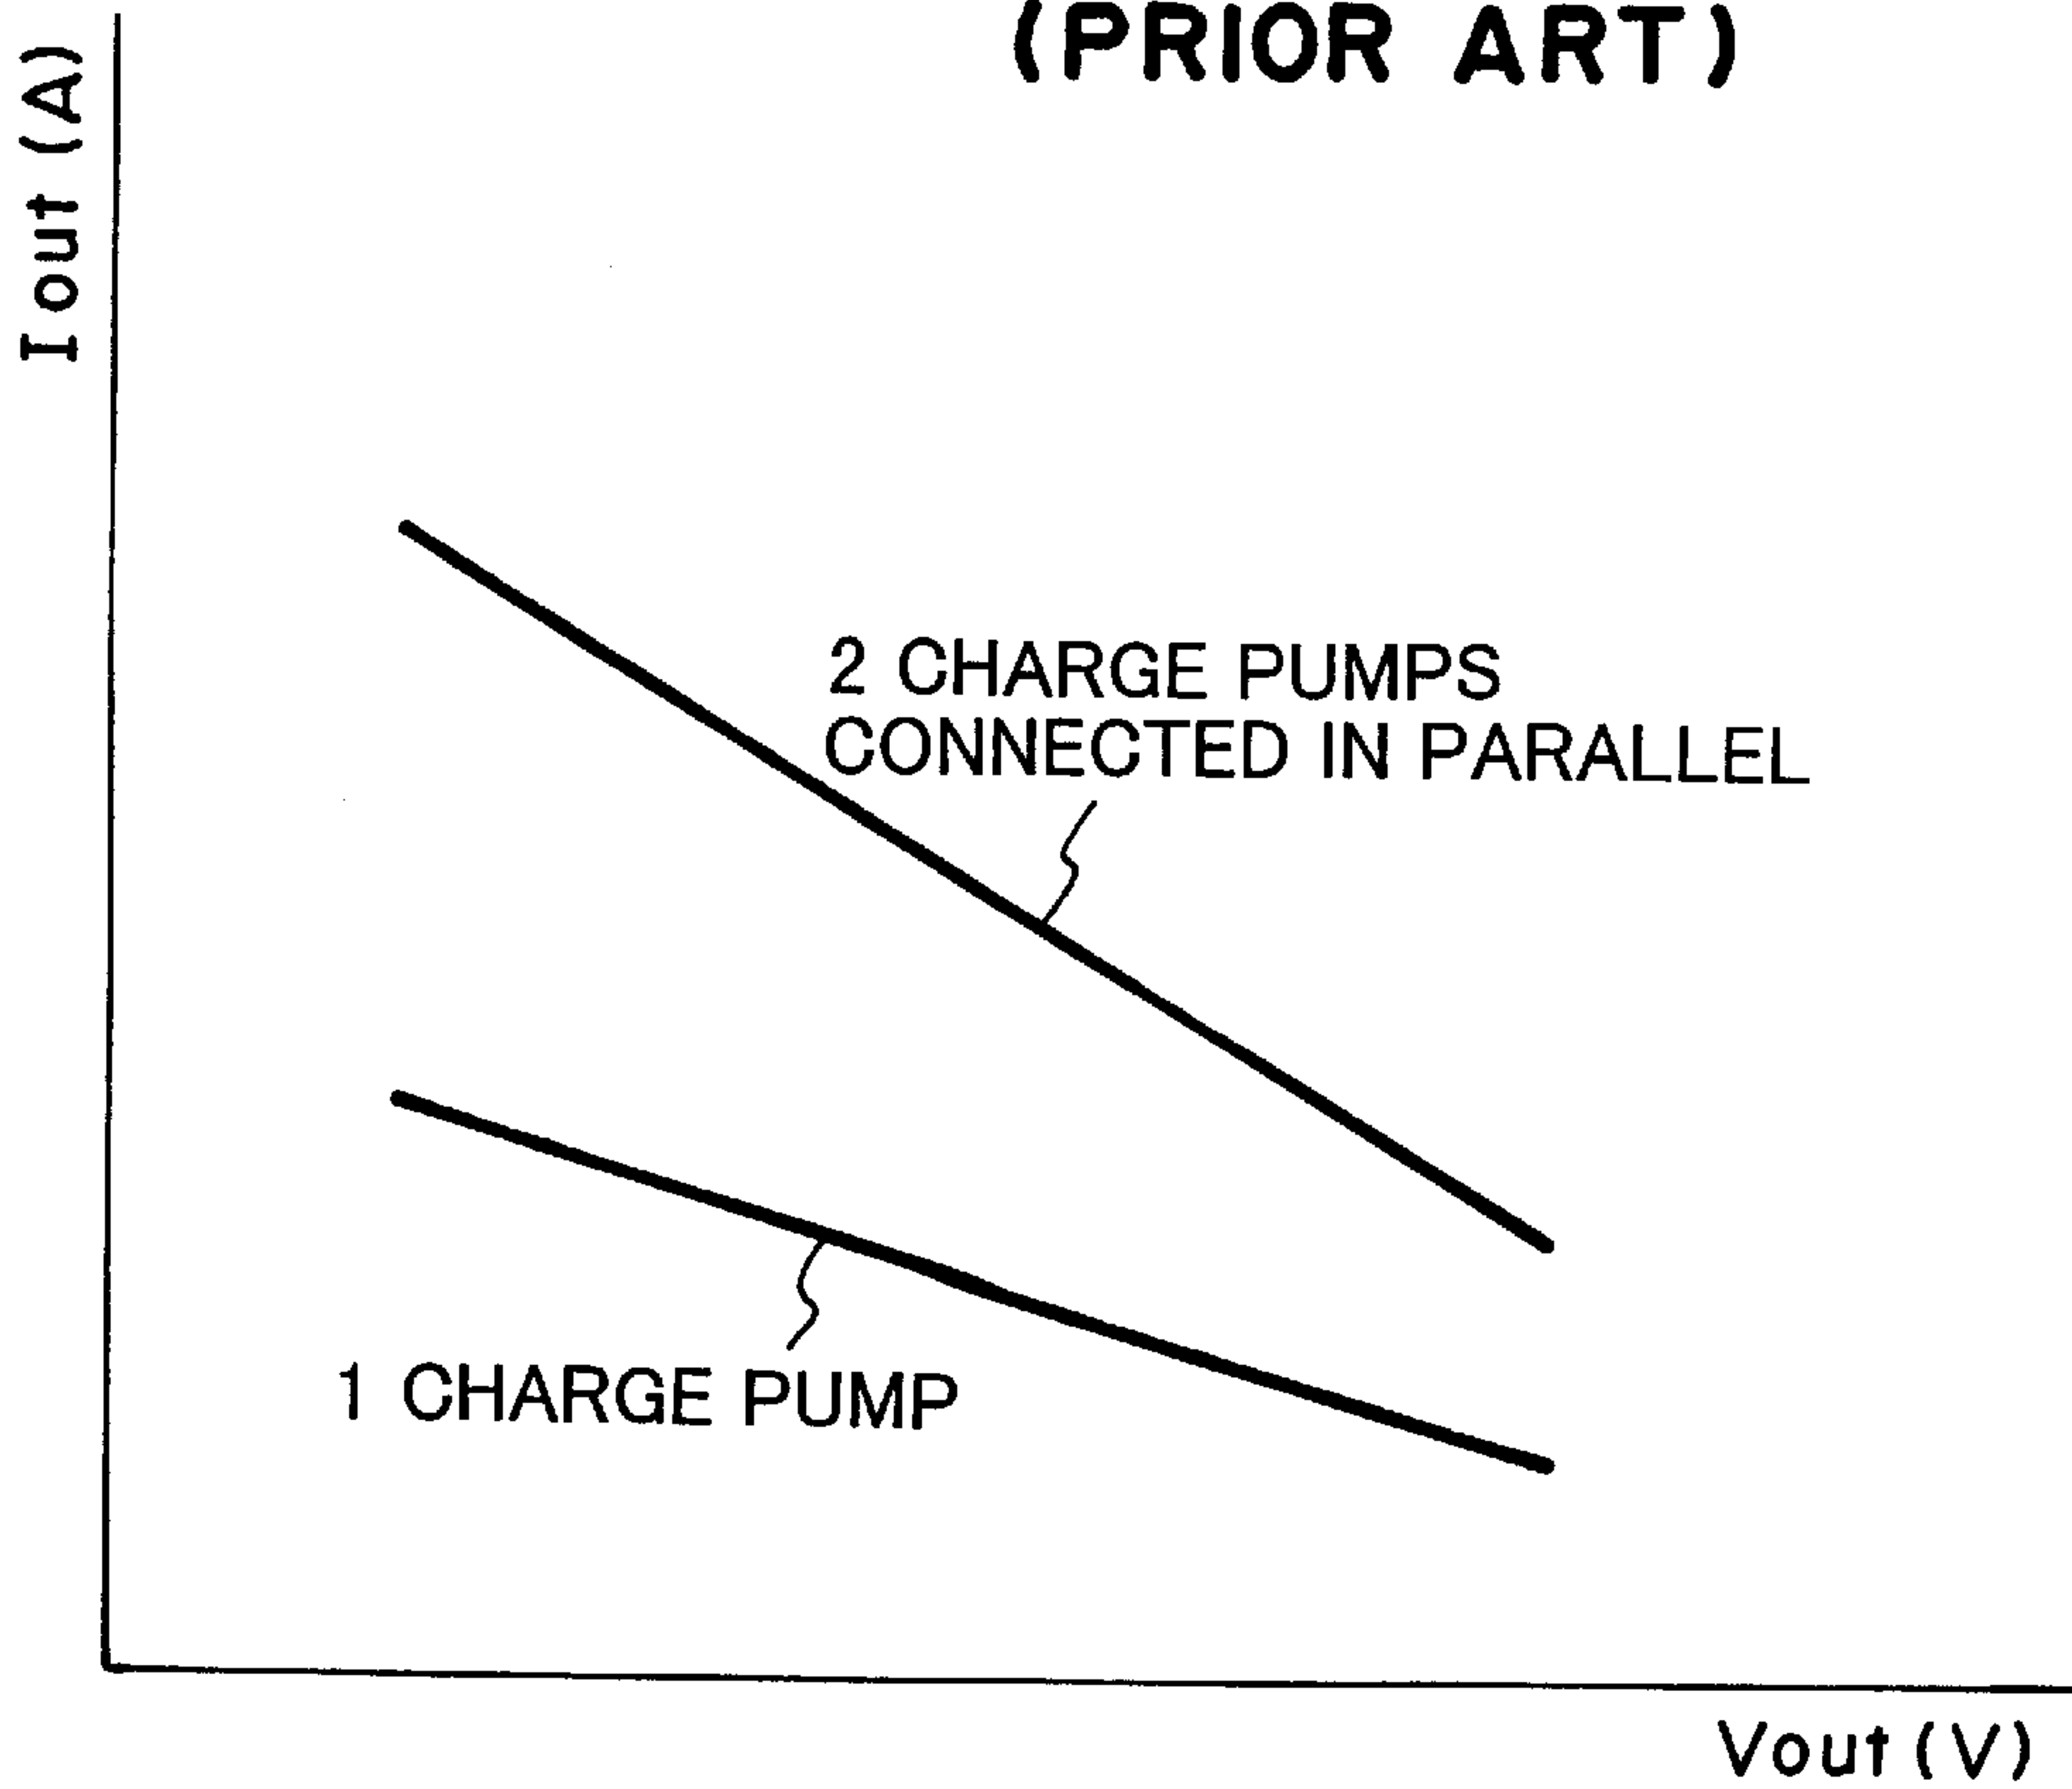 (PRIOR ART)
Iout (A)
2 CHARGE PUMPS
CONNECTED IN PARALLEL
1 CHARGE PUMP
Vout (V)